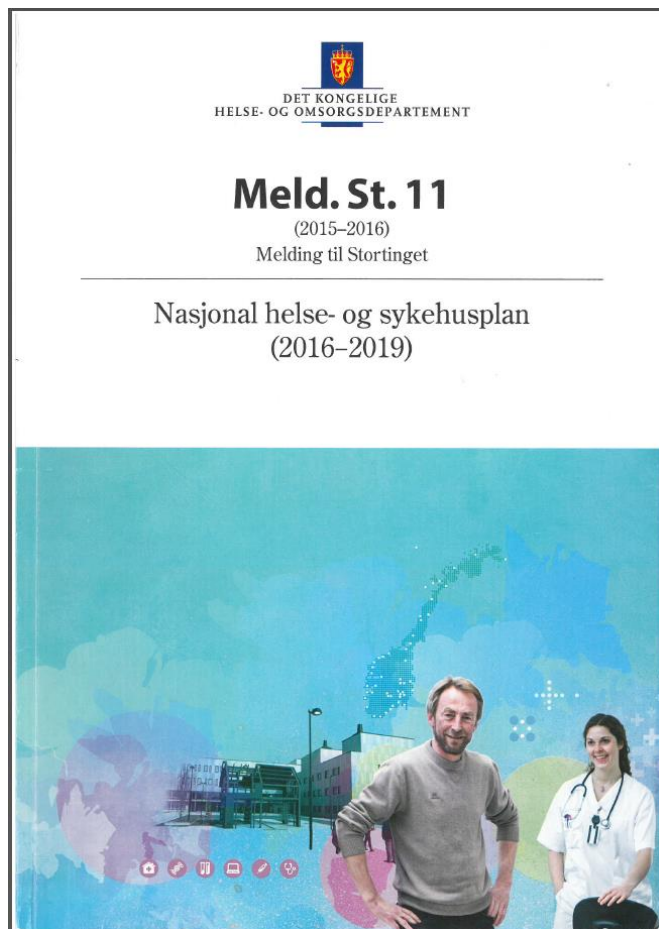 DET KONGELIGE
HELSE- OG OMSORGSDEPARTEMENT
Meld. St. 11
(2015–2016)
Melding til Stortinget
Nasjonal helse- og sykehusplan
(2016–2019)